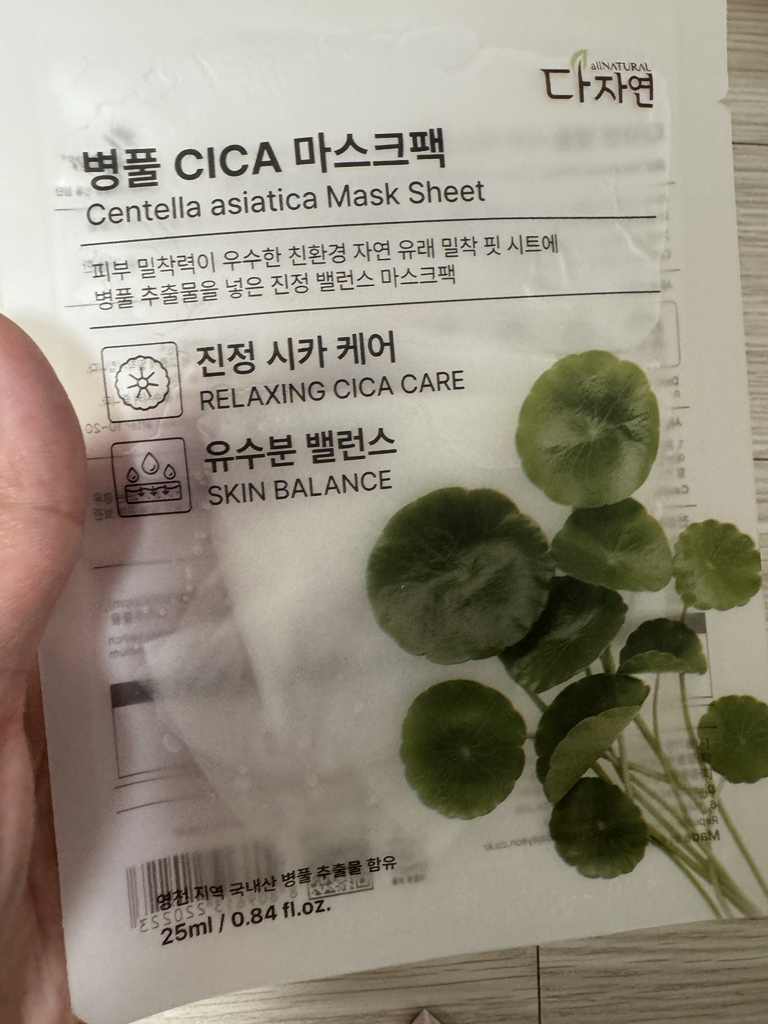 allNATURAL
다자연
병풀 CICA 마스크팩
Centella asiatica Mask Sheet
피부 밀착력이 우수한 친환경 자연 유래 밀착 핏 시트에
병풀 추출물을 넣은 진정 밸런스 마스크팩
진정 시카 케어
RELAXING CICA CARE
유수분 밸런스
SKIN BALANCE
영천 지역 국내산 병풀 추출물 함유
25ml / 0.84 fl.oz.